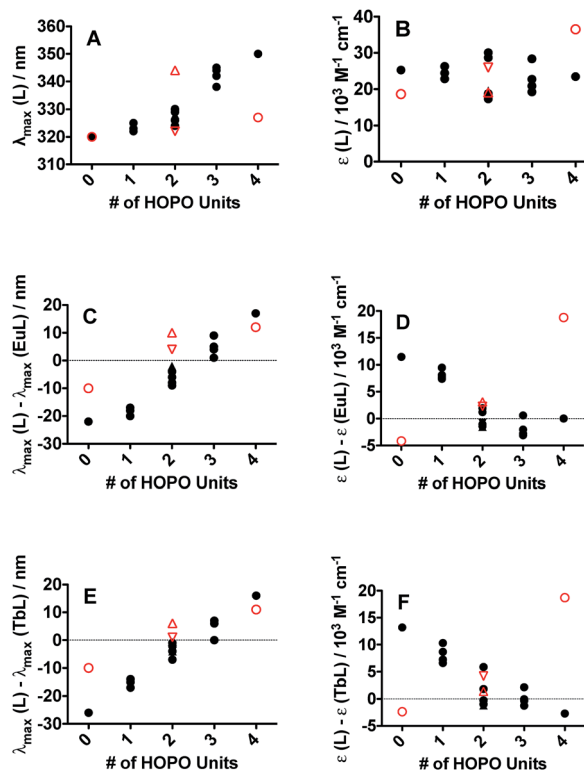 A
λmax (L) / nm
360
350
340
330
320
310
0 1 2 3 4
# of HOPO Units
B
ε (L) / 10³ M⁻¹ cm⁻¹
40
30
20
10
0
0 1 2 3 4
# of HOPO Units
C
λmax (L) - λmax (EuL) / nm
20
10
0
-10
-20
-30
0 1 2 3 4
# of HOPO Units
D
ε (L) - ε (EuL) / 10³ M⁻¹ cm⁻¹
20
15
10
5
0
-5
0 1 2 3 4
# of HOPO Units
E
λmax (L) - λmax (TbL) / nm
20
10
0
-10
-20
-30
0 1 2 3 4
# of HOPO Units
F
ε (L) - ε (TbL) / 10³ M⁻¹ cm⁻¹
20
15
10
5
0
-5
0 1 2 3 4
# of HOPO Units